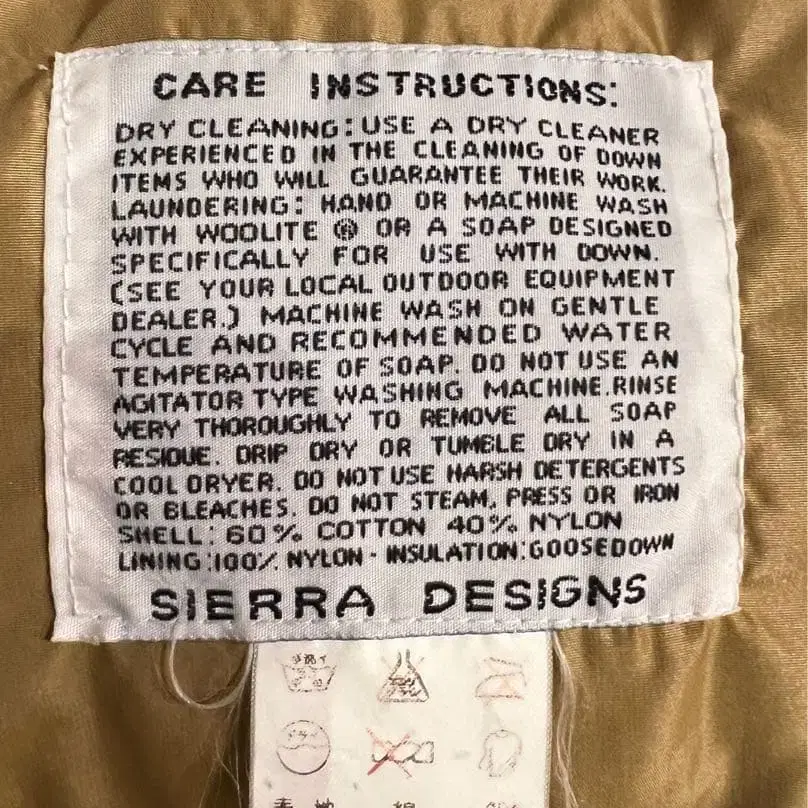 CARE INSTRUCTIONS:
DRY CLEANING: USE A DRY CLEANER
EXPERIENCED IN THE CLEANING OF DOWN
ITEMS WHO WILL GUARANTEE THEIR WORK.
LAUNDERING: HAND OR MACHINE WASH
WITH WOOLITE ® OR A SOAP DESIGNED
SPECIFICALLY FOR USE WITH DOWN.
(SEE YOUR LOCAL OUTDOOR EQUIPMENT
DEALER.) MACHINE WASH ON GENTLE
CYCLE AND RECOMMENDED WATER
TEMPERATURE OF SOAP. DO NOT USE AN
AGITATOR TYPE WASHING MACHINE. RINSE
VERY THOROUGHLY TO REMOVE ALL SOAP
RESIDUE. DRIP DRY OR TUMBLE DRY IN A
COOL DRYER. DO NOT USE HARSH DETERGENTS
OR BLEACHES. DO NOT STEAM, PRESS OR IRON
SHELL: 60% COTTON 40% NYLON
LINING: 100% NYLON - INSULATION: GOOSEDOWN
SIERRA DESIGNS